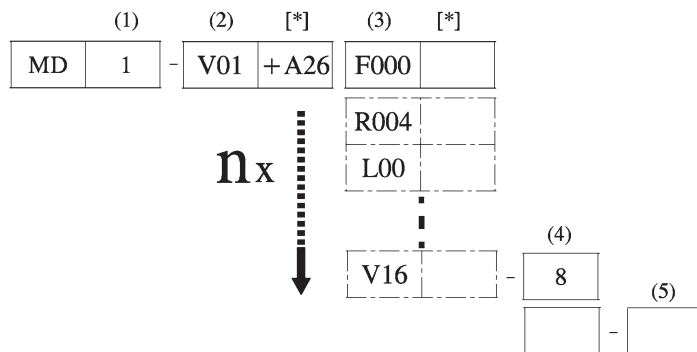 (1) (2) [*] (3) [*]
MD 1 - V01 +A26 F000
R004
nx L00
(4)
V16 - 8
(5)
-